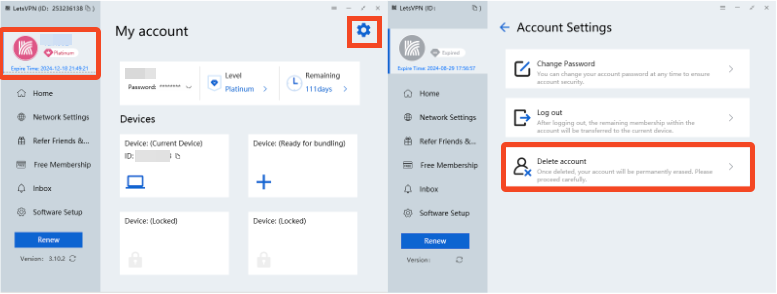 LetsVPN (ID: 253236138)
Platinum
Expire Time: 2024-12-10 21:49:21
Home
Network Settings
Refer Friends &...
Free Membership
Inbox
Software Setup
Renew
Version: 3.10.2
My account
Password: ********
Level
Platinum
Remaining
111days
Devices
Device: (Current Device)
ID:
Device: (Ready for bundling)
Device: (Locked)
Device: (Locked)
LetsVPN (ID:
Expired
Expire Time: 2024-08-29 17:56:57
Home
Network Settings
Refer Friends &...
Free Membership
Inbox
Software Setup
Renew
Version:
Account Settings
Change Password
You can change your account password at any time to ensure
account security.
Log out
After logging out, the remaining membership within the
account will be transferred to the current device.
Delete account
Once deleted, your account will be permanently erased. Please
proceed carefully.